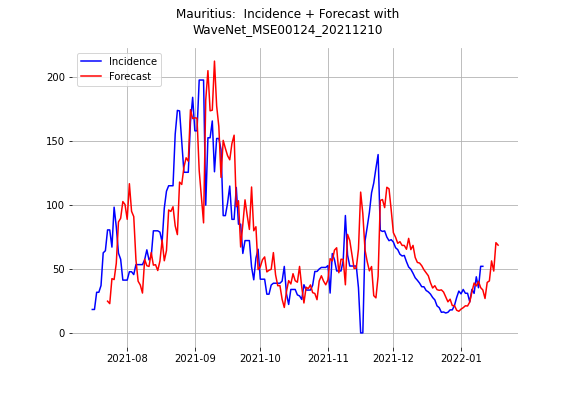 Mauritius:  Incidence + Forecast with
WaveNet_MSE00124_20211210
Incidence
Forecast
200
150
100
50
0
2021-08
2021-09
2021-10
2021-11
2021-12
2022-01